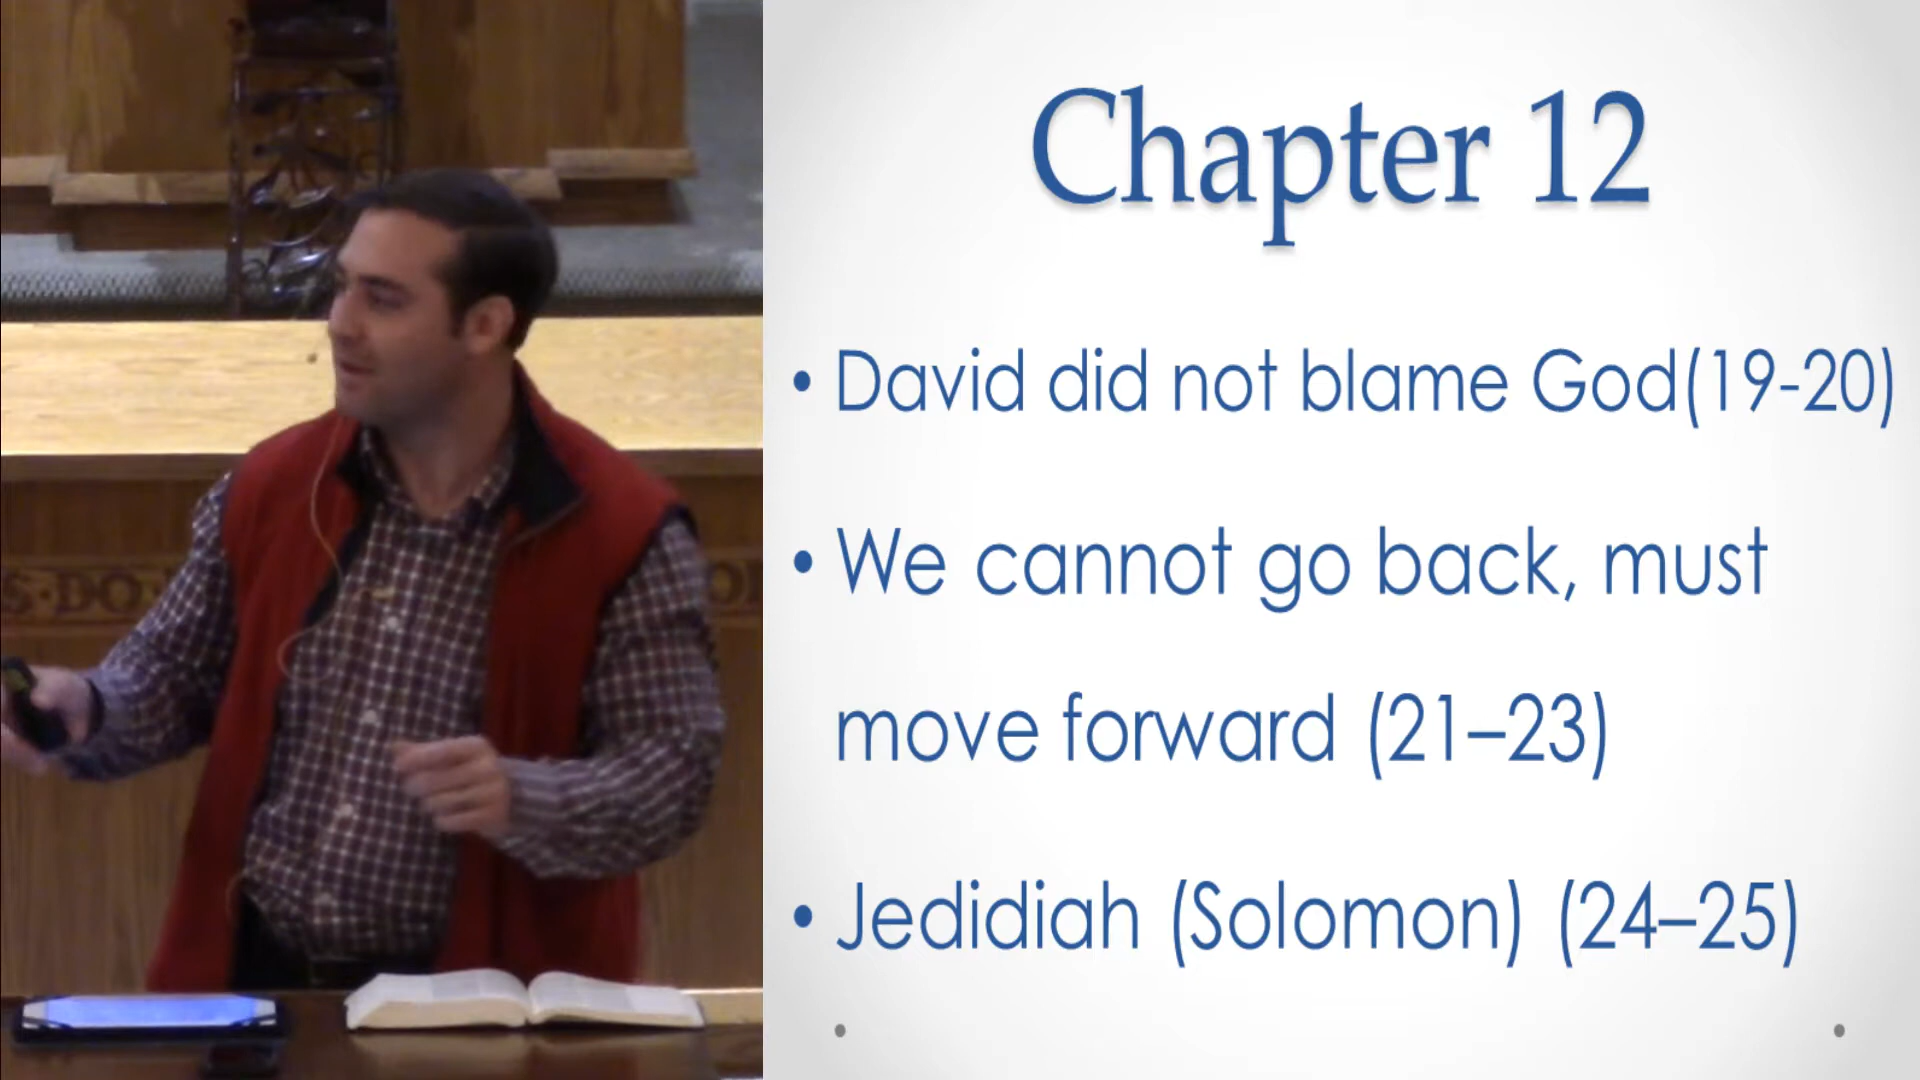 Chapter 12
• David did not blame God(19-20)
• We cannot go back, must
move forward (21–23)
• Jedidiah (Solomon) (24–25)
S·DO